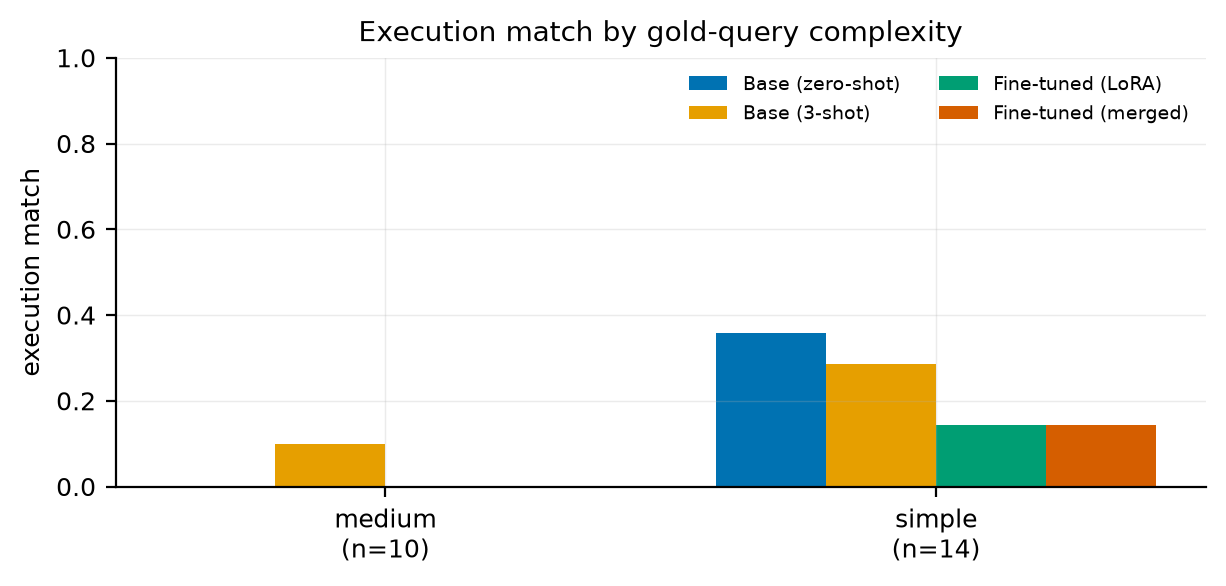 Execution match by gold-query complexity
Base (zero-shot)
Base (3-shot)
Fine-tuned (LoRA)
Fine-tuned (merged)
execution match
1.0
0.8
0.6
0.4
0.2
0.0
medium
(n=10)
simple
(n=14)